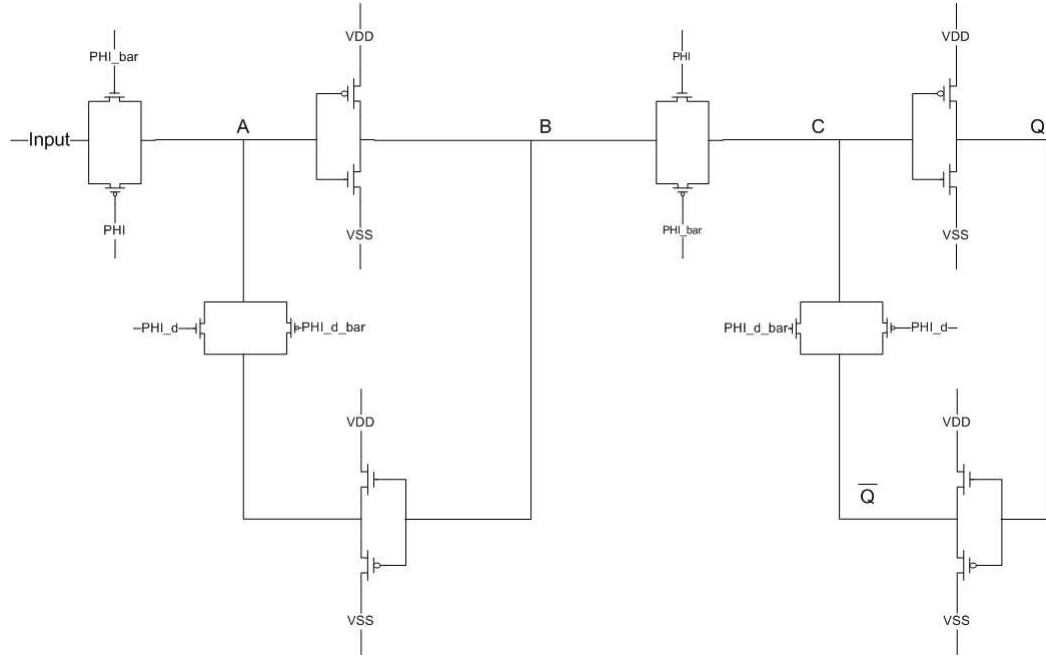 PHI_bar
VDD
PHI
VDD
Input
A
B
C
Q
PHI
VSS
PHI_bar
VSS
PHI_d
PHI_d_bar
PHI_d_bar
PHI_d
VDD
VDD
Q̅
VSS
VSS